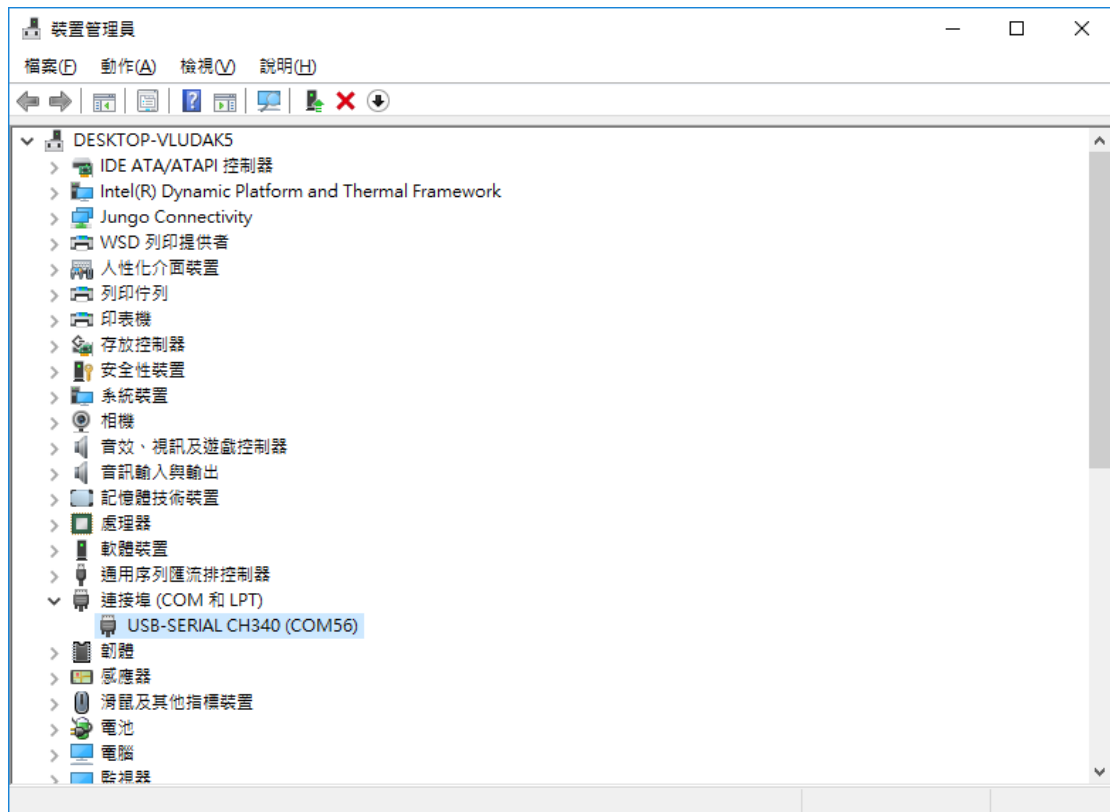 裝置管理員
檔案(F) 動作(A) 檢視(V) 說明(H)
DESKTOP-VLUDAK5
IDE ATA/ATAPI 控制器
Intel(R) Dynamic Platform and Thermal Framework
Jungo Connectivity
WSD 列印提供者
人性化介面裝置
列印佇列
印表機
存放控制器
安全性裝置
系統裝置
相機
音效、視訊及遊戲控制器
音訊輸入與輸出
記憶體技術裝置
處理器
軟體裝置
通用序列匯流排控制器
連接埠 (COM 和 LPT)
USB-SERIAL CH340 (COM56)
韌體
感應器
滑鼠及其他指標裝置
電池
電腦
監視器